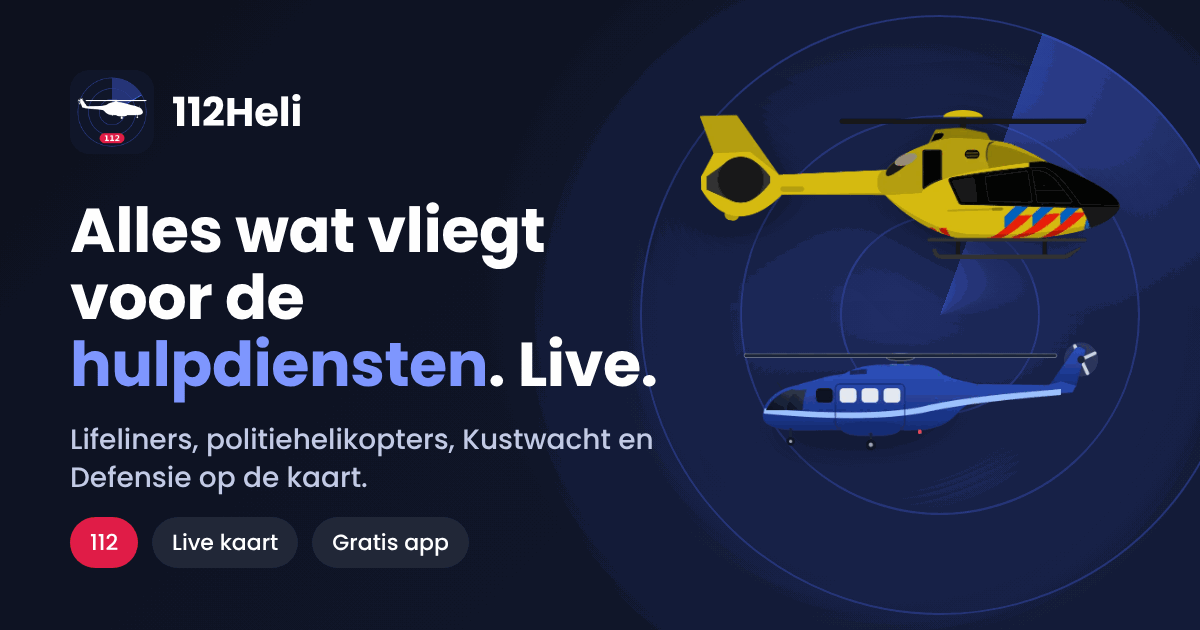 112
112Heli
Alles wat vliegt
voor de
hulpdiensten. Live.
Lifeliners, politiehelikopters, Kustwacht en
Defensie op de kaart.
112
Live kaart
Gratis app